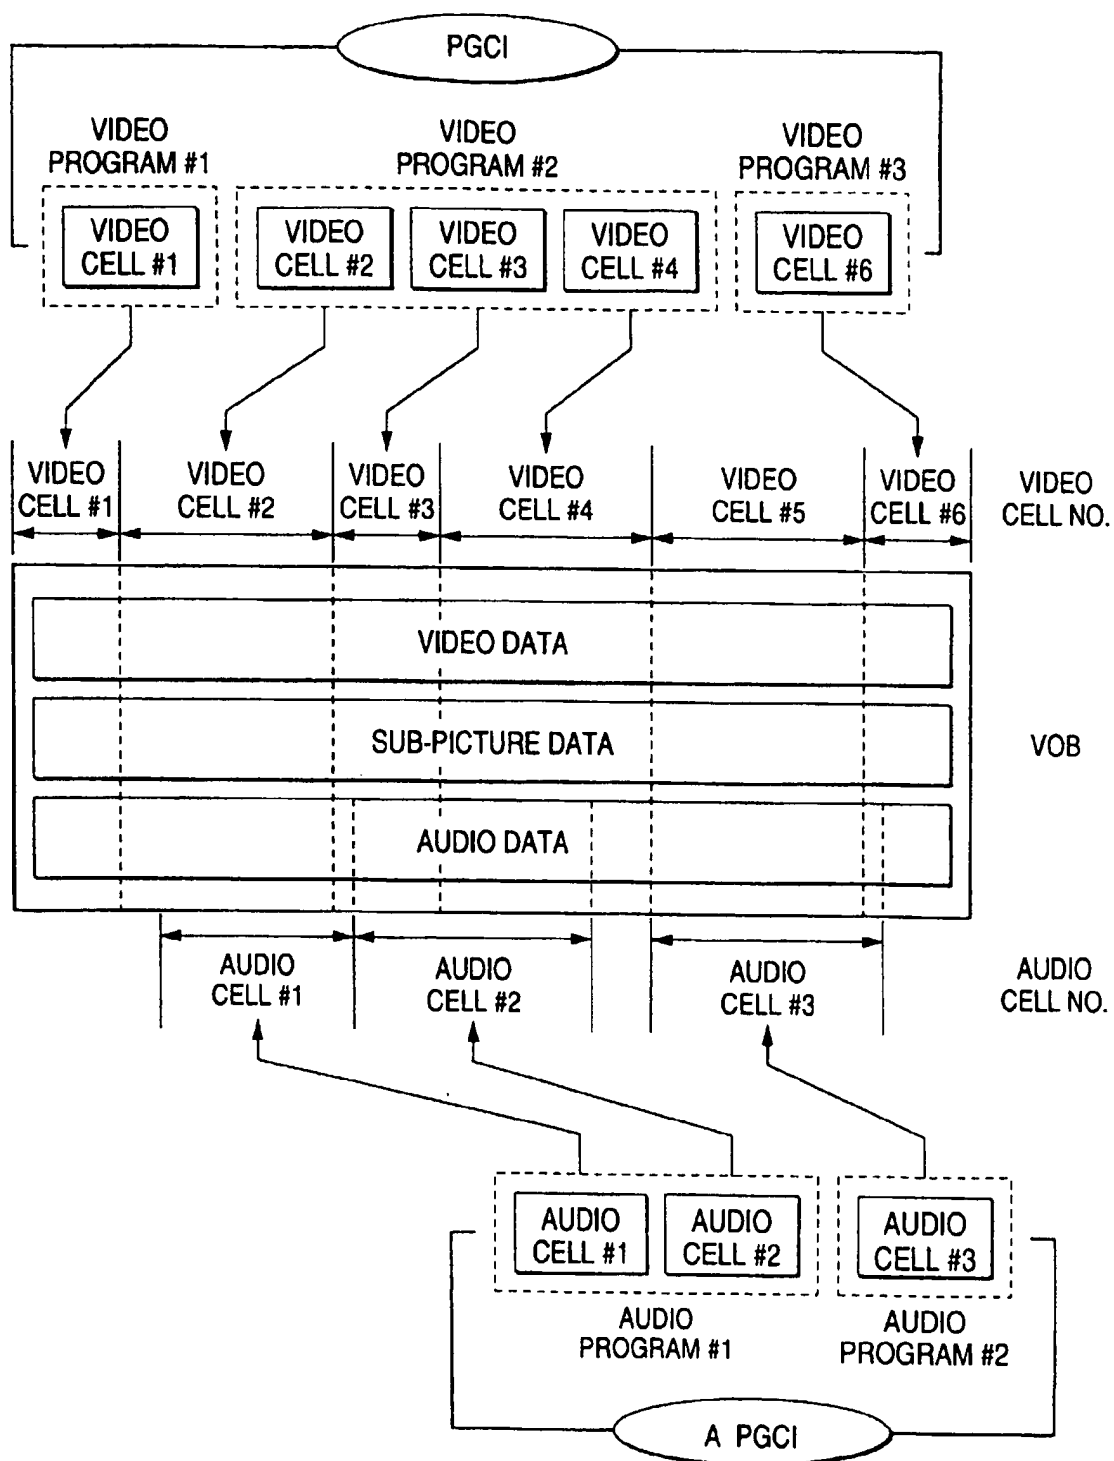 PGCI
VIDEO
PROGRAM #1
VIDEO
PROGRAM #2
VIDEO
PROGRAM #3
VIDEO
CELL #1
VIDEO
CELL #2
VIDEO
CELL #3
VIDEO
CELL #4
VIDEO
CELL #6
VIDEO
CELL #1
VIDEO
CELL #2
VIDEO
CELL #3
VIDEO
CELL #4
VIDEO
CELL #5
VIDEO
CELL #6
VIDEO
CELL NO.
VIDEO DATA
SUB-PICTURE DATA
VOB
AUDIO DATA
AUDIO
CELL #1
AUDIO
CELL #2
AUDIO
CELL #3
AUDIO
CELL NO.
AUDIO
CELL #1
AUDIO
CELL #2
AUDIO
CELL #3
AUDIO
PROGRAM #1
AUDIO
PROGRAM #2
A PGCI